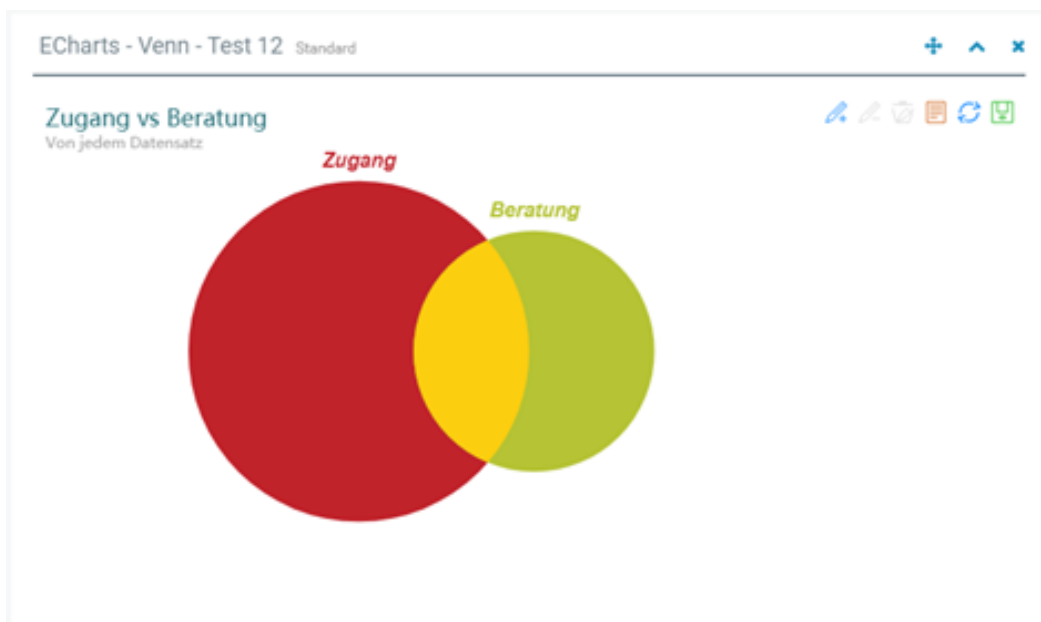 ECharts - Venn - Test 12 Standard
Zugang vs Beratung
Von jedem Datensatz
Zugang
Beratung